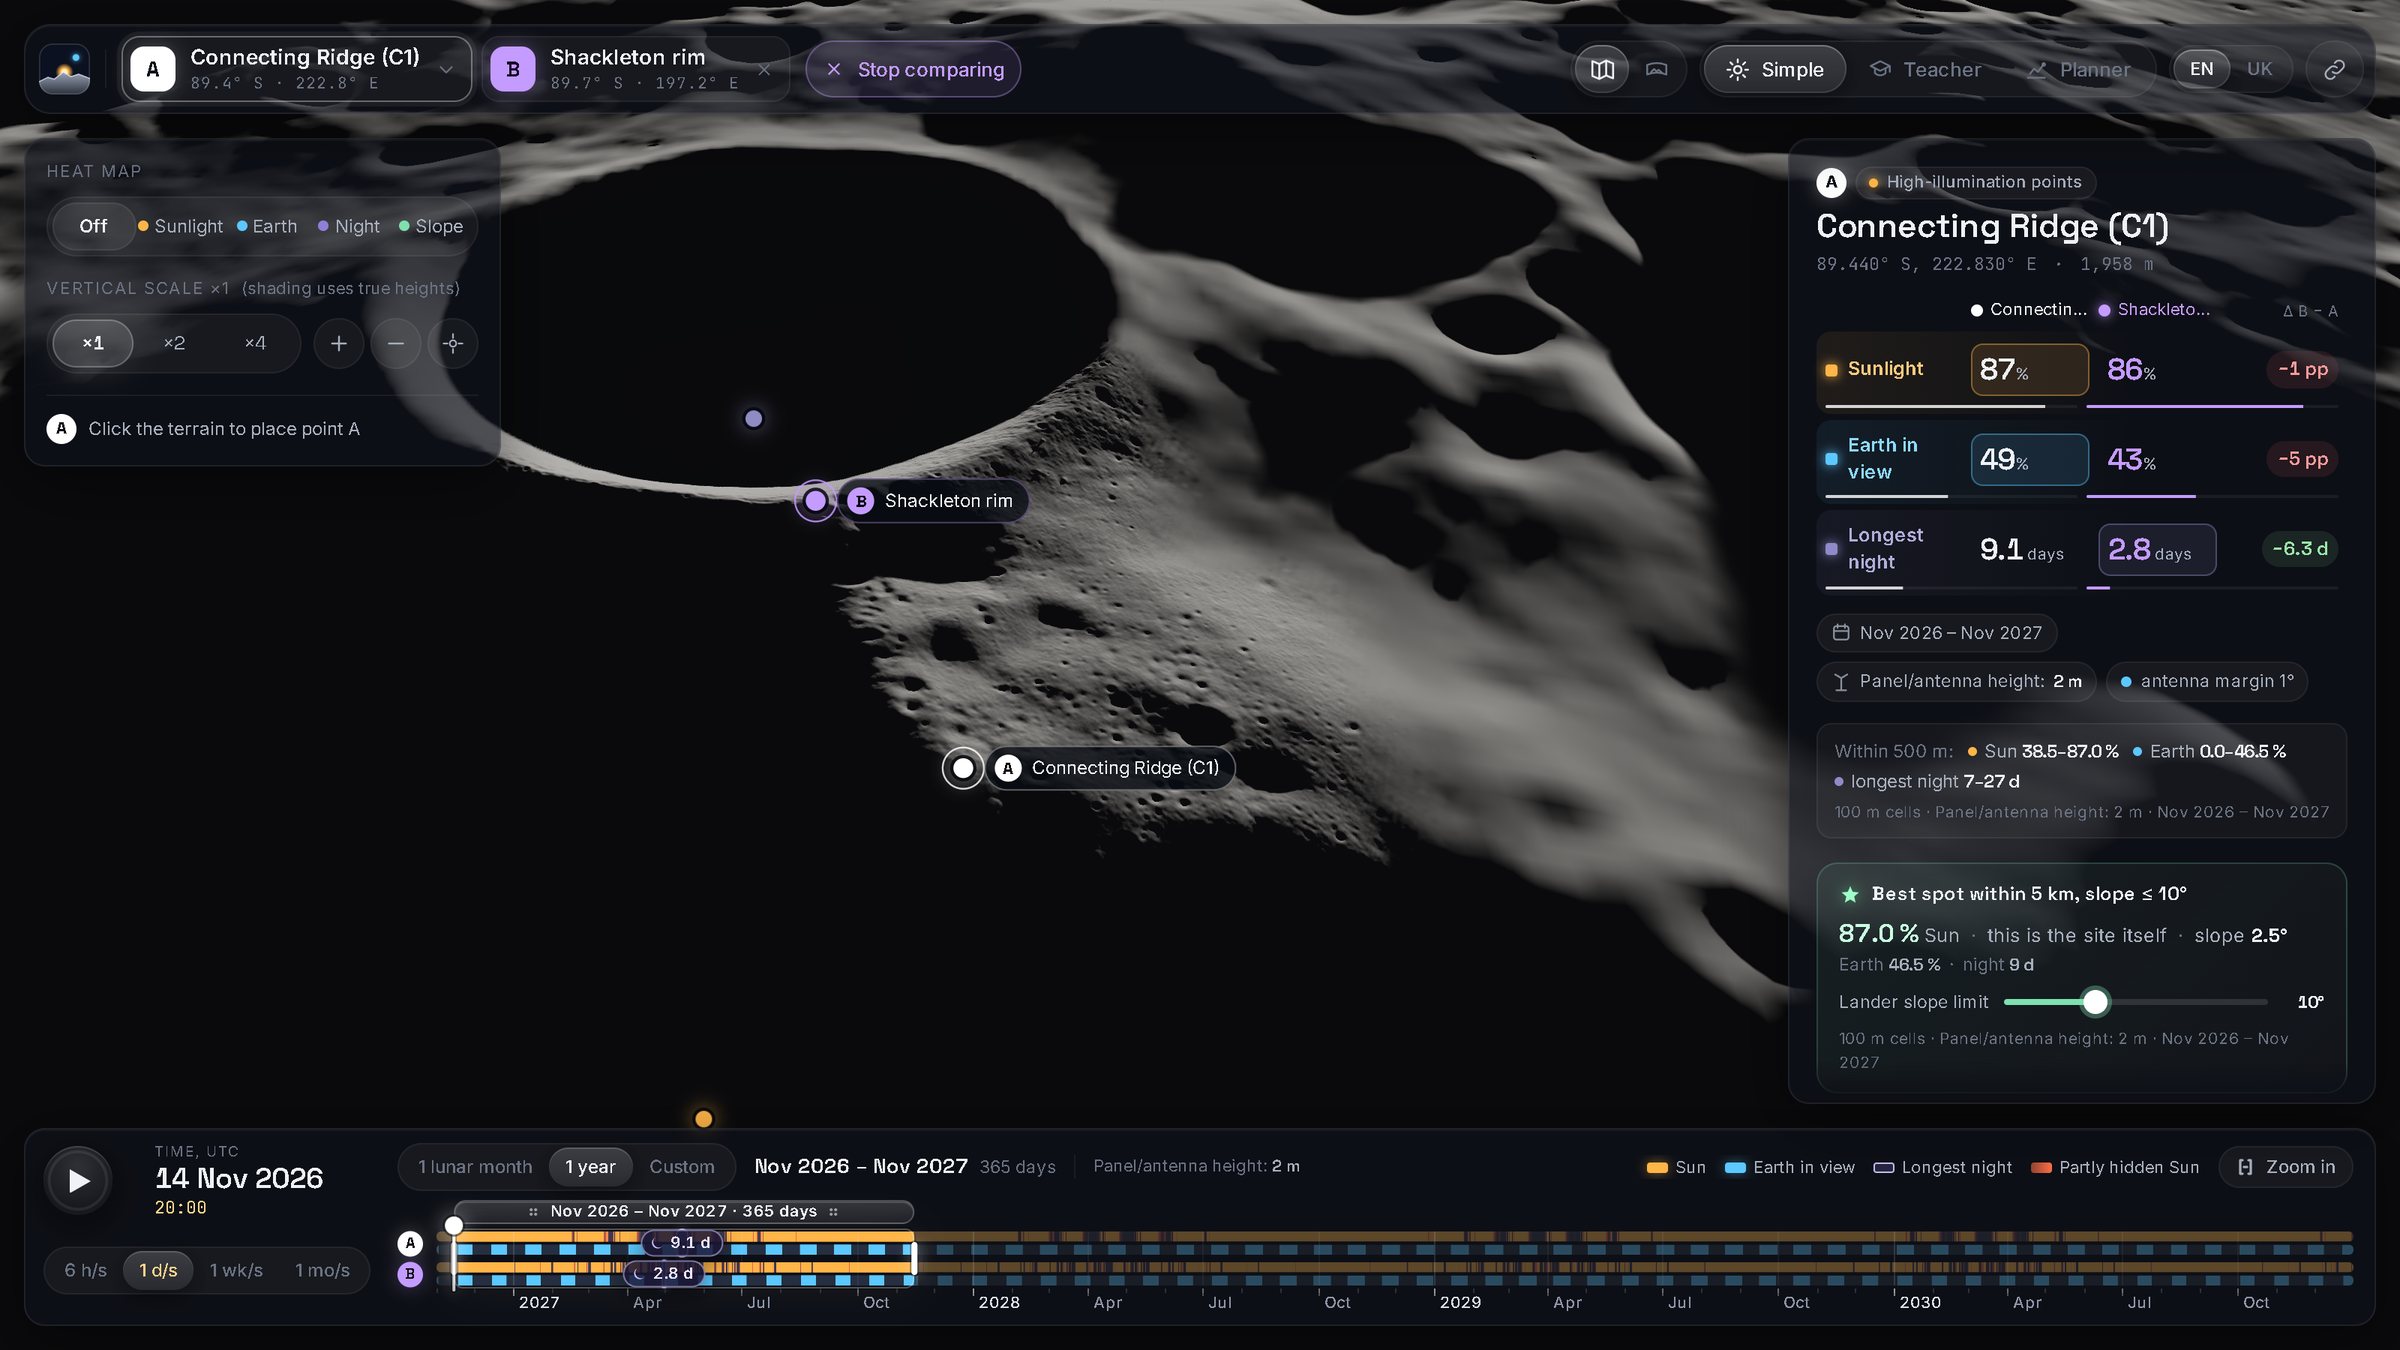 A Connecting Ridge (C1)
89.4° S · 222.8° E
B Shackleton rim
89.7° S · 197.2° E
Stop comparing
Simple Teacher Planner EN UK
HEAT MAP
Off Sunlight Earth Night Slope
VERTICAL SCALE ×1 (shading uses true heights)
×1 ×2 ×4 + −
A Click the terrain to place point A
B Shackleton rim
A Connecting Ridge (C1)
A High-illumination points
Connecting Ridge (C1)
89.440° S, 222.830° E · 1,958 m
Connectin... Shackleto... Δ B − A
Sunlight 87% 86% −1 pp
Earth in view 49% 43% −5 pp
Longest night 9.1 days 2.8 days −6.3 d
Nov 2026 – Nov 2027
Panel/antenna height: 2 m antenna margin 1°
Within 500 m: Sun 38.5–87.0 % Earth 0.0–46.5 %
longest night 7–27 d
100 m cells · Panel/antenna height: 2 m · Nov 2026 – Nov 2027
Best spot within 5 km, slope ≤ 10°
87.0 % Sun · this is the site itself · slope 2.5°
Earth 46.5 % · night 9 d
Lander slope limit 10°
100 m cells · Panel/antenna height: 2 m · Nov 2026 – Nov
2027
TIME, UTC
14 Nov 2026
20:00
6 h/s 1 d/s 1 wk/s 1 mo/s
1 lunar month 1 year Custom Nov 2026 – Nov 2027 365 days Panel/antenna height: 2 m
Sun Earth in view Longest night Partly hidden Sun Zoom in
Nov 2026 – Nov 2027 · 365 days
A 9.1 d
B 2.8 d
2027 Apr Jul Oct 2028 Apr Jul Oct 2029 Apr Jul Oct 2030 Apr Jul Oct